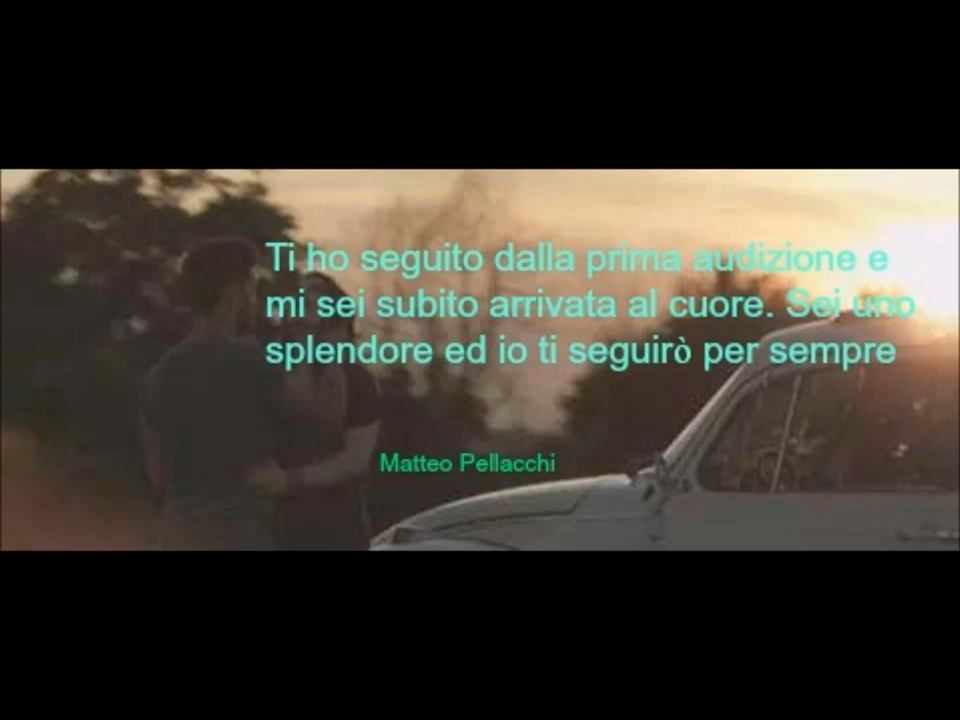 Ti ho seguito dalla prima audizione e
mi sei subito arrivata al cuore. Sei uno
splendore ed io ti seguirò per sempre
Matteo Pellacchi